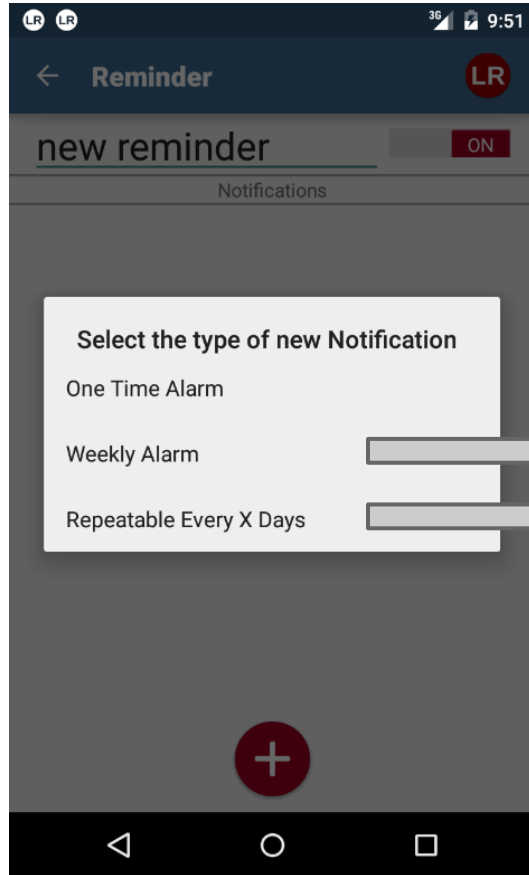 LR LR 3G 9:51
Reminder LR
new reminder ON
Notifications
Select the type of new Notification
One Time Alarm
Weekly Alarm
Repeatable Every X Days